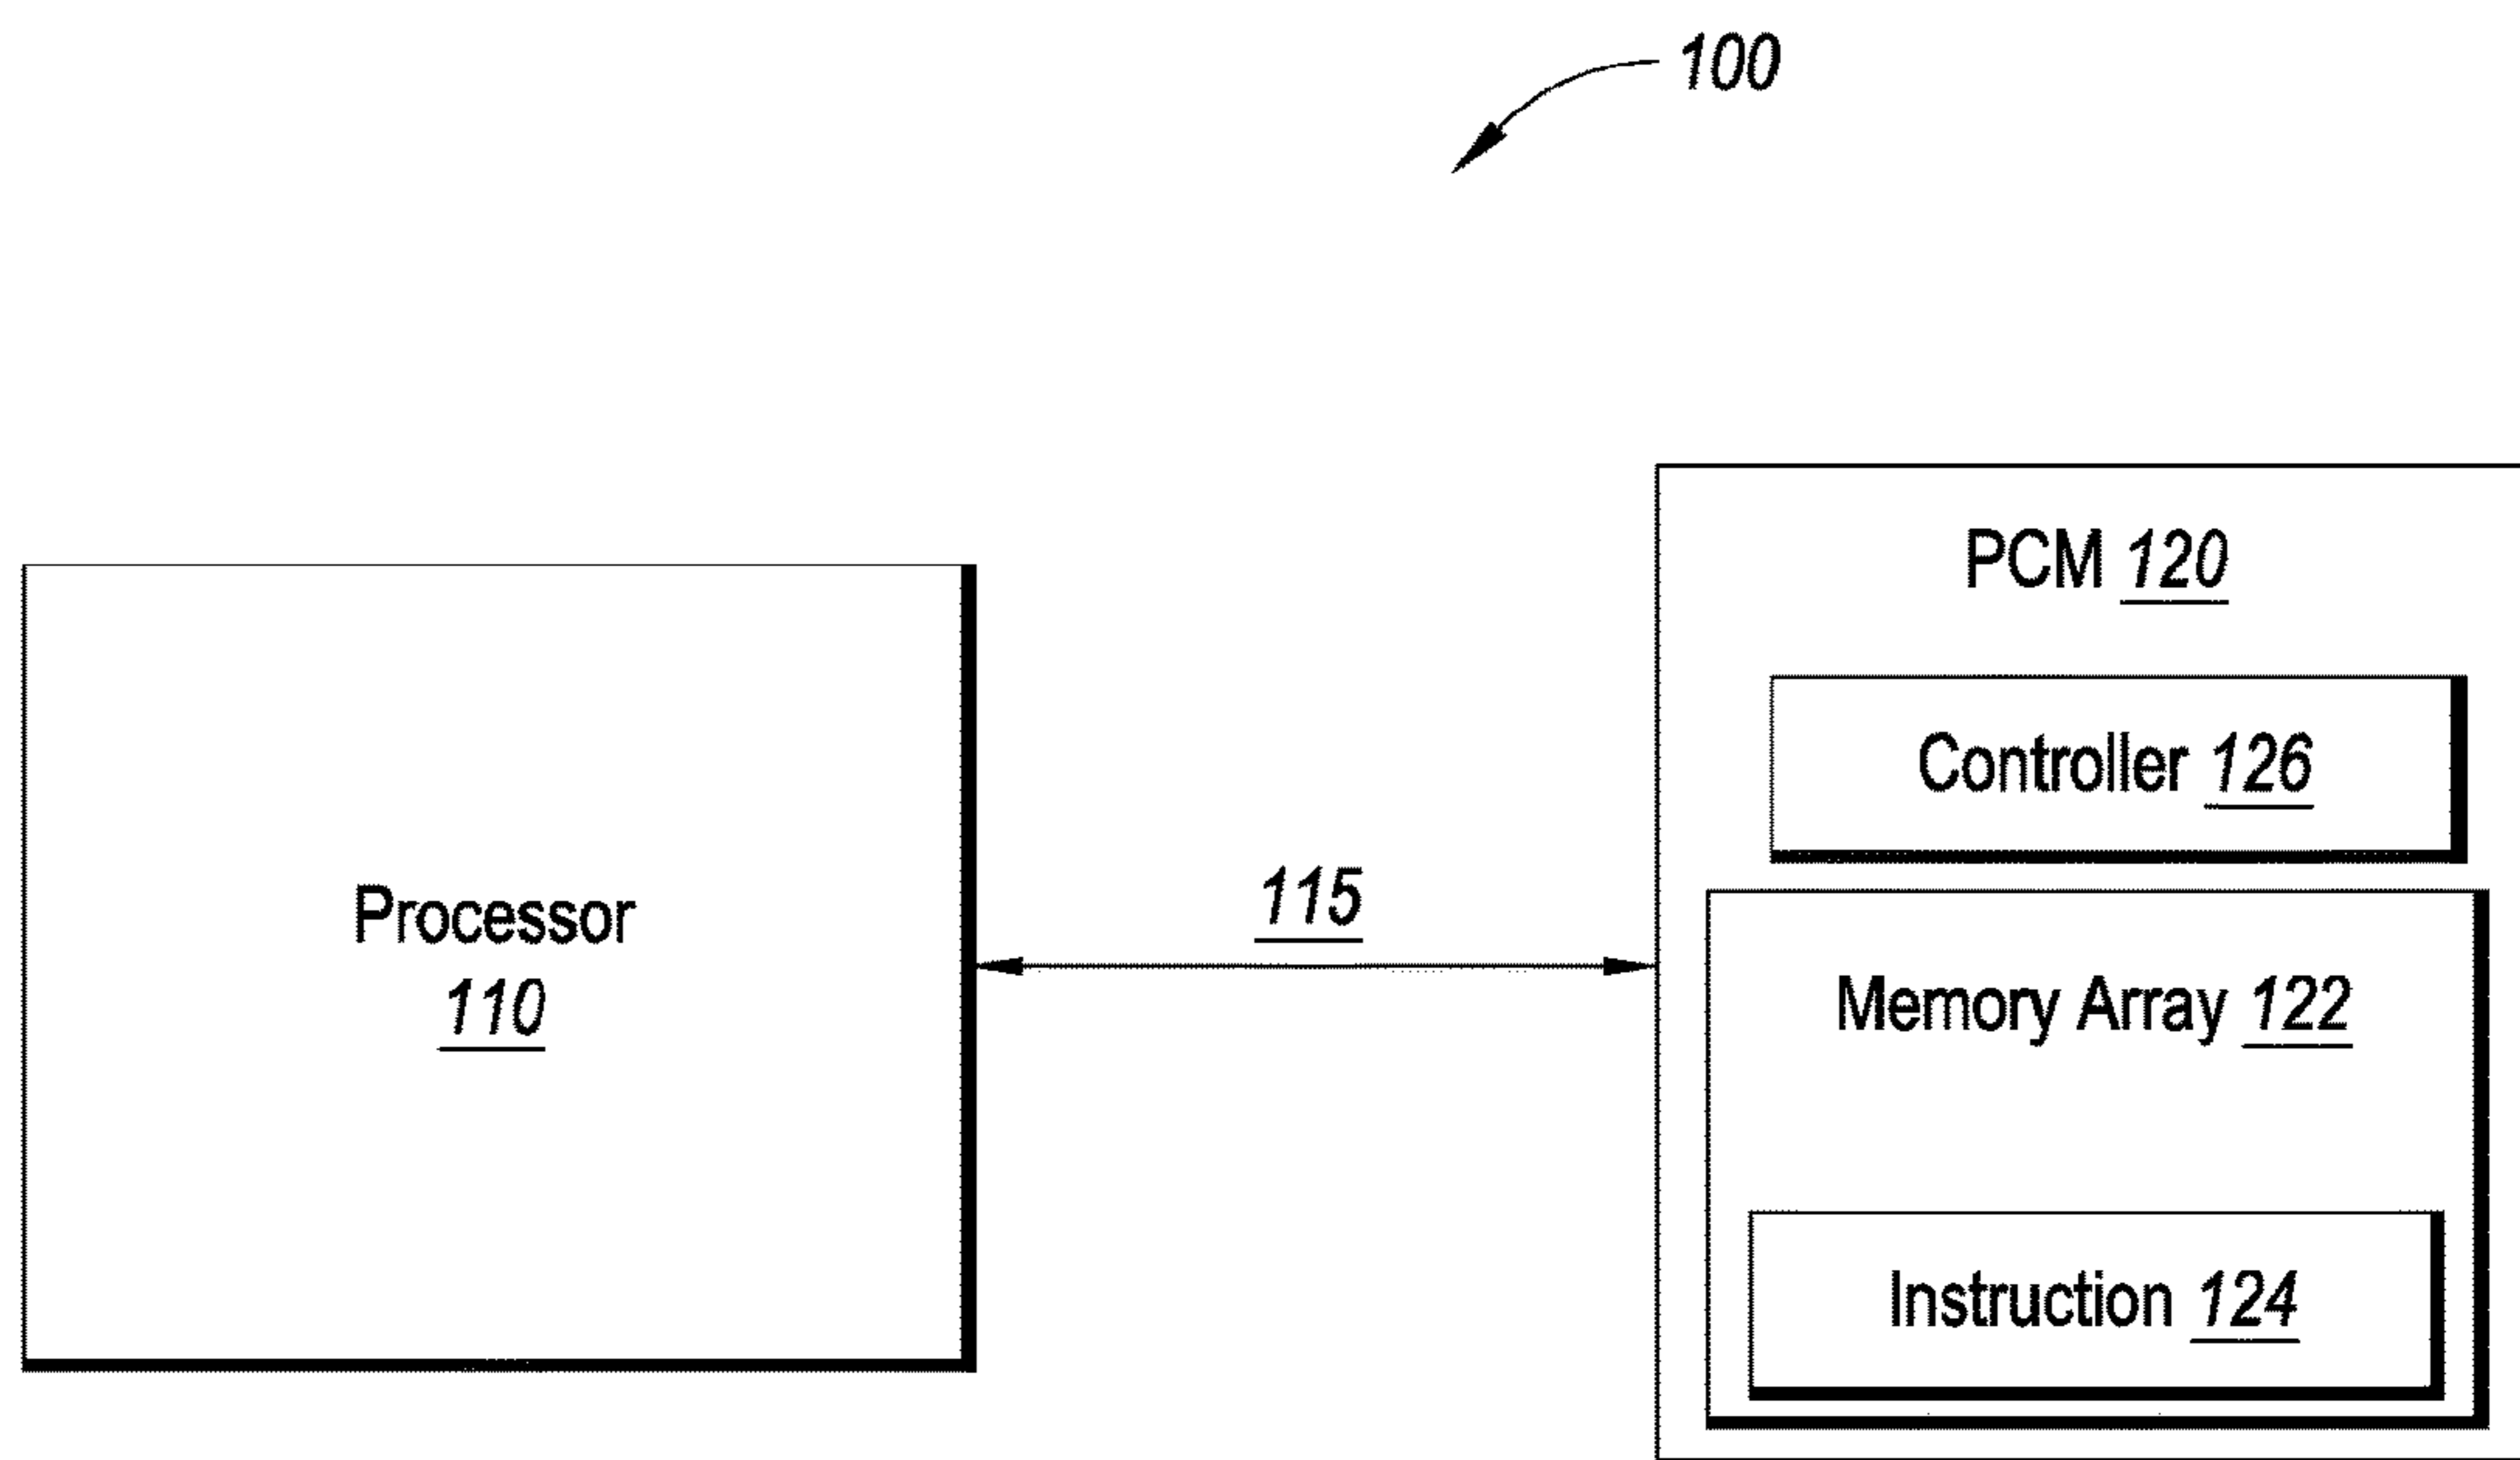 100
PCM 120
Controller 126
Processor
110
115
Memory Array 122
Instruction 124